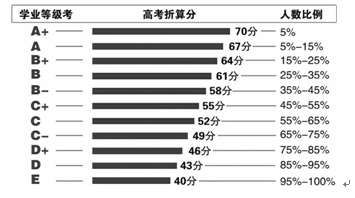 学业等级考 高考折算分 人数比例
A+ 70分 5%
A 67分 5%-15%
B+ 64分 15%-25%
B 61分 25%-35%
B- 58分 35%-45%
C+ 55分 45%-55%
C 52分 55%-65%
C- 49分 65%-75%
D+ 46分 75%-85%
D 43分 85%-95%
E 40分 95%-100%